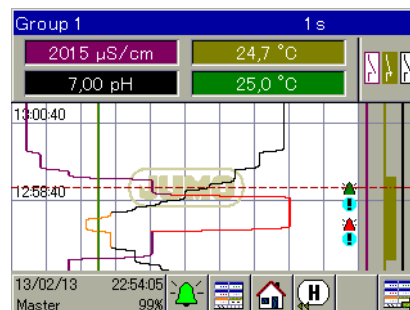 Group 1 1 s
2015 µS/cm 24,7 °C
7,00 pH 25,0 °C
13:00:40
JUMO
12:58:40
13/02/13 22:54:05
Master 99%
H